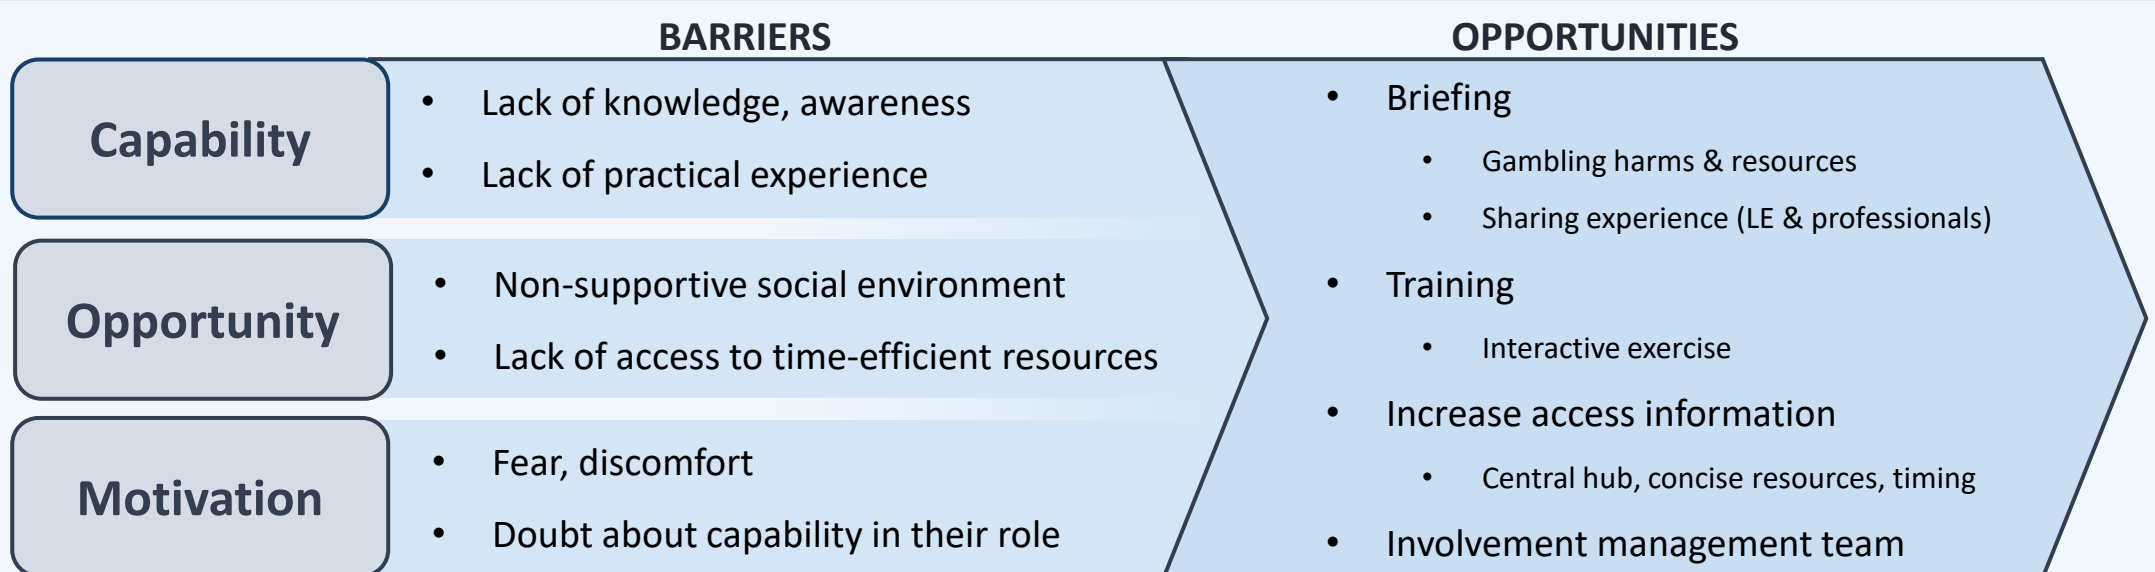 BARRIERS
OPPORTUNITIES
Capability
• Lack of knowledge, awareness
• Lack of practical experience
Opportunity
• Non-supportive social environment
• Lack of access to time-efficient resources
Motivation
• Fear, discomfort
• Doubt about capability in their role
• Briefing
• Gambling harms & resources
• Sharing experience (LE & professionals)
• Training
• Interactive exercise
• Increase access information
• Central hub, concise resources, timing
• Involvement management team